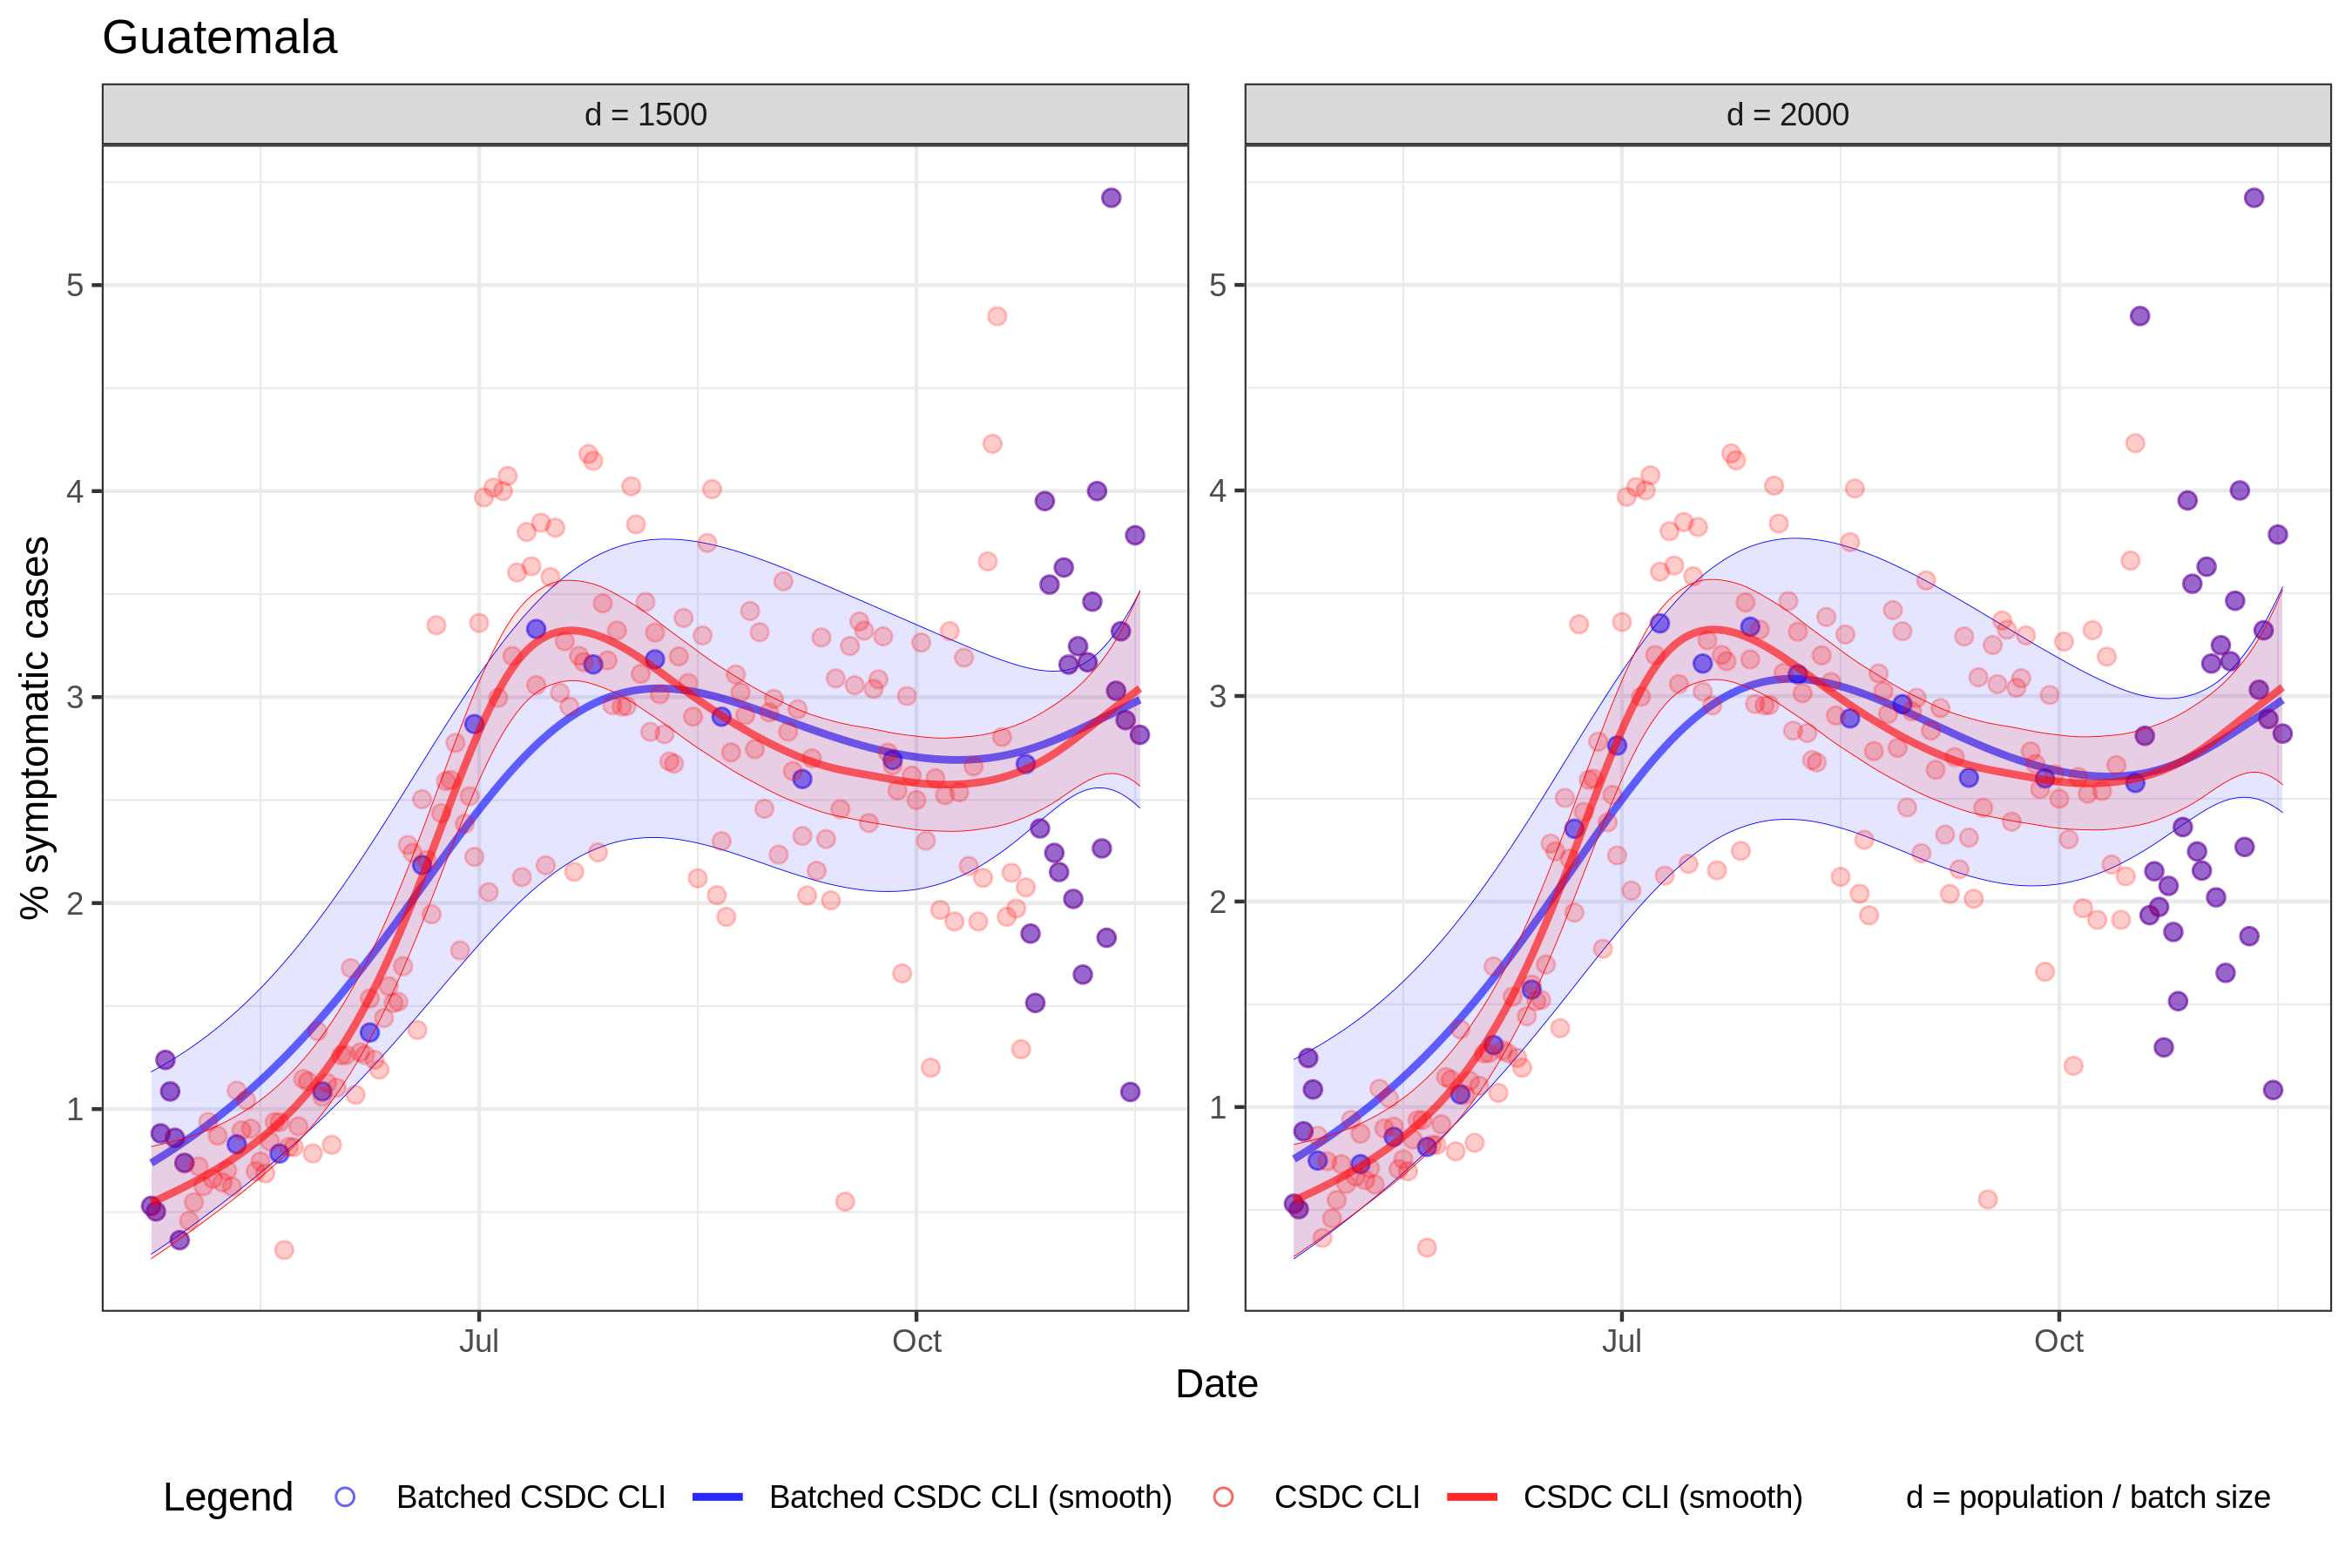 Guatemala
d = 1500
d = 2000
% symptomatic cases
5
4
3
2
1
5
4
3
2
1
Jul
Oct
Jul
Oct
Date
Legend
Batched CSDC CLI
Batched CSDC CLI (smooth)
CSDC CLI
CSDC CLI (smooth)
d = population / batch size